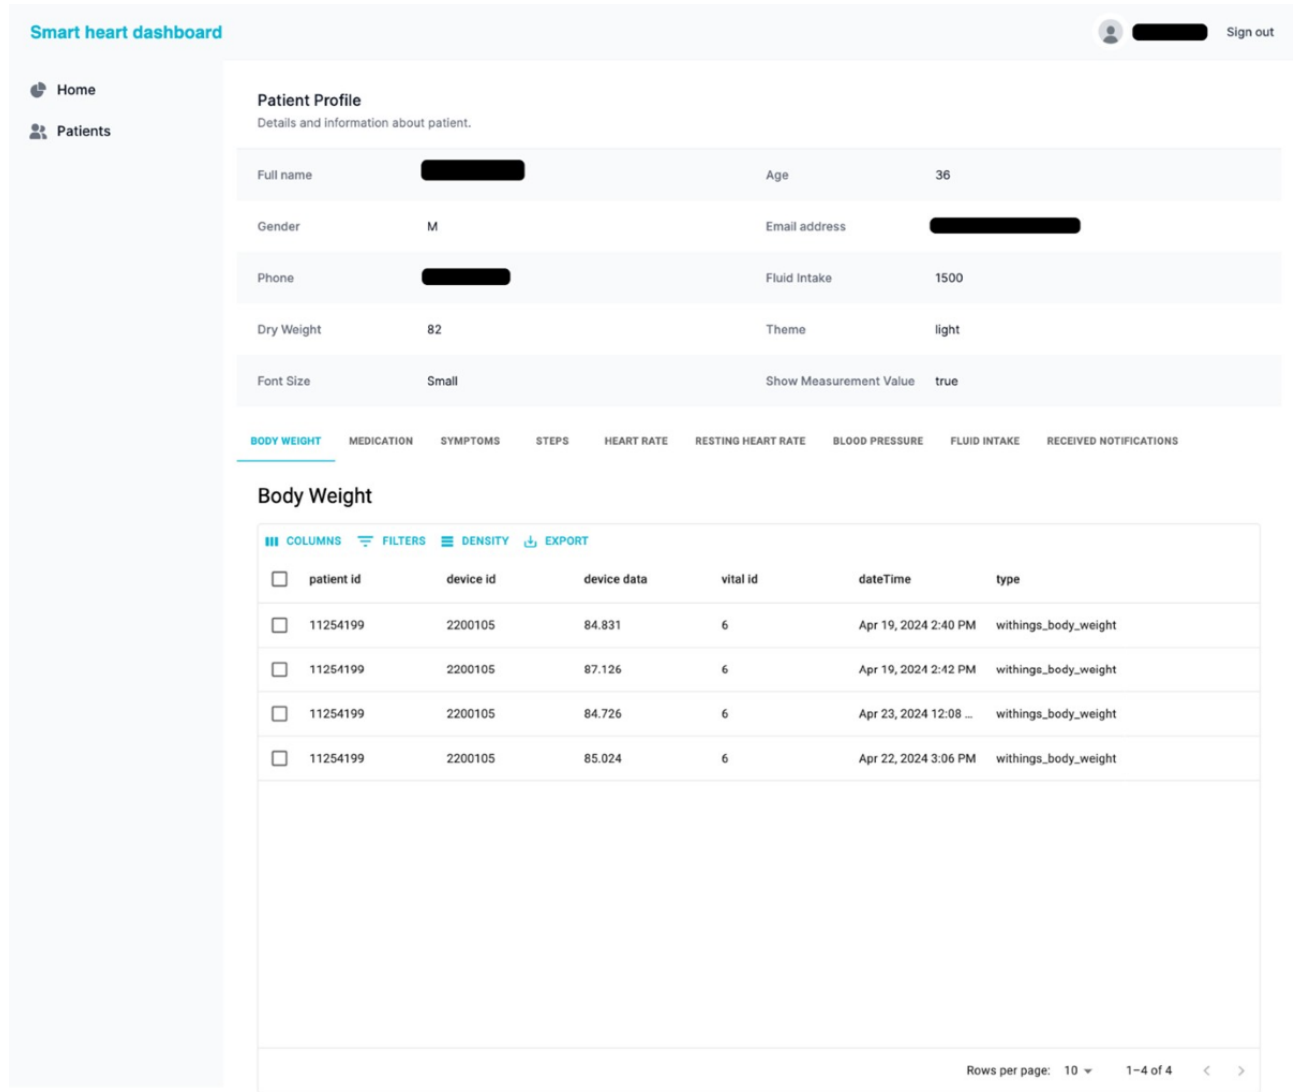 Smart heart dashboard
Sign out
Home
Patients
Patient Profile
Details and information about patient.
Full name
Age 36
Gender M
Email address
Phone
Fluid Intake 1500
Dry Weight 82
Theme light
Font Size Small
Show Measurement Value true
BODY WEIGHT MEDICATION SYMPTOMS STEPS HEART RATE RESTING HEART RATE BLOOD PRESSURE FLUID INTAKE RECEIVED NOTIFICATIONS
Body Weight
COLUMNS FILTERS DENSITY EXPORT
patient id device id device data vital id dateTime type
11254199 2200105 84.831 6 Apr 19, 2024 2:40 PM withings_body_weight
11254199 2200105 87.126 6 Apr 19, 2024 2:42 PM withings_body_weight
11254199 2200105 84.726 6 Apr 23, 2024 12:08 ... withings_body_weight
11254199 2200105 85.024 6 Apr 22, 2024 3:06 PM withings_body_weight
Rows per page: 10 1–4 of 4